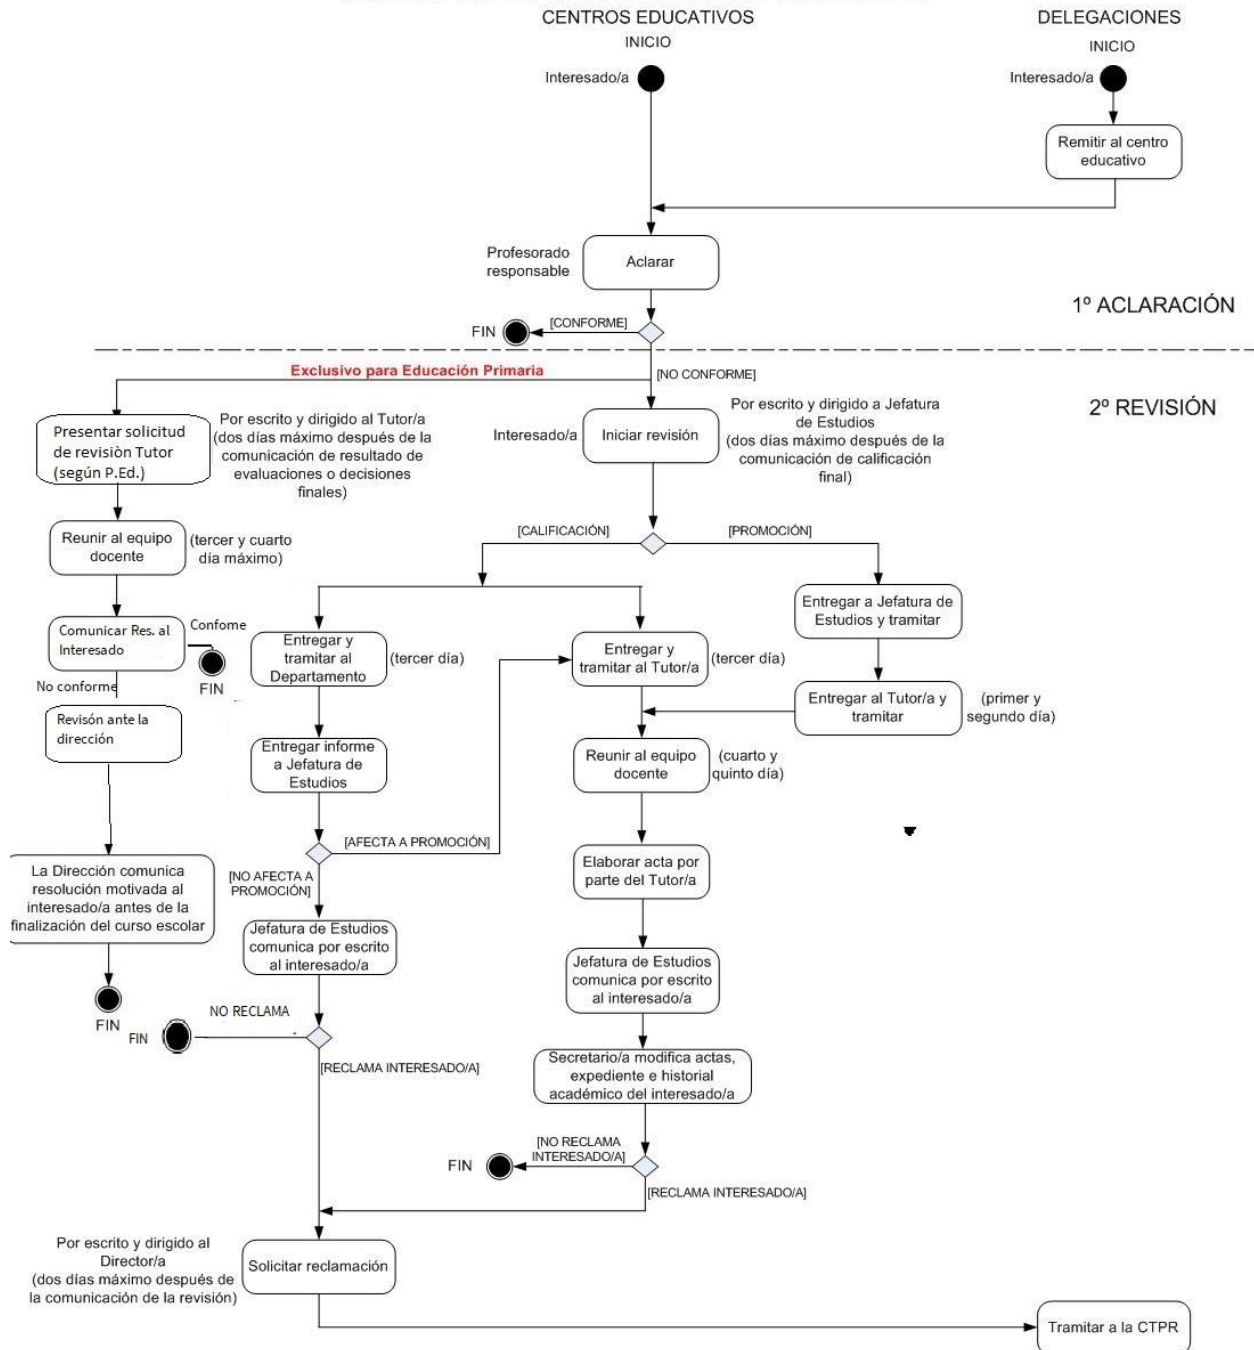 CENTROS EDUCATIVOS
DELEGACIONES
INICIO
INICIO
Interesado/a
Interesado/a
Remitir al centro
educativo
Profesorado
responsable
Aclarar
1º ACLARACIÓN
FIN
[CONFORME]
Exclusivo para Educación Primaria
[NO CONFORME]
2º REVISIÓN
Presentar solicitud
de revisiòn Tutor
(según P.Ed.)
Por escrito y dirigido al Tutor/a
(dos días máximo después de la
comunicación de resultado de
evaluaciones o decisiones
finales)
Interesado/a
Iniciar revisión
Por escrito y dirigido a Jefatura
de Estudios
(dos días máximo después de la
comunicación de calificación
final)
Reunir al equipo
docente
(tercer y cuarto
día máximo)
[CALIFICACIÓN]
[PROMOCIÓN]
Comunicar Res. al
Interesado
Confome
FIN
No conforme
Entregar y
tramitar al
Departamento
(tercer día)
Entregar y
tramitar al Tutor/a
(tercer día)
Entregar a Jefatura de
Estudios y tramitar
Entregar al Tutor/a y
tramitar
(primer y
segundo día)
Revisón ante la
dirección
Entregar informe
a Jefatura de
Estudios
Reunir al equipo
docente
(cuarto y
quinto día)
[AFECTA A PROMOCIÓN]
[NO AFECTA A
PROMOCIÓN]
La Dirección comunica
resolución motivada al
interesado/a antes de la
finalización del curso escolar
Elaborar acta por
parte del Tutor/a
Jefatura de Estudios
comunica por escrito
al interesado/a
Jefatura de Estudios
comunica por escrito
al interesado/a
FIN
FIN
NO RECLAMA
[RECLAMA INTERESADO/A]
Secretario/a modifica actas,
expediente e historial
académico del interesado/a
FIN
[NO RECLAMA
INTERESADO/A]
[RECLAMA INTERESADO/A]
Por escrito y dirigido al
Director/a
(dos días máximo después de
la comunicación de la revisión)
Solicitar reclamación
Tramitar a la CTPR